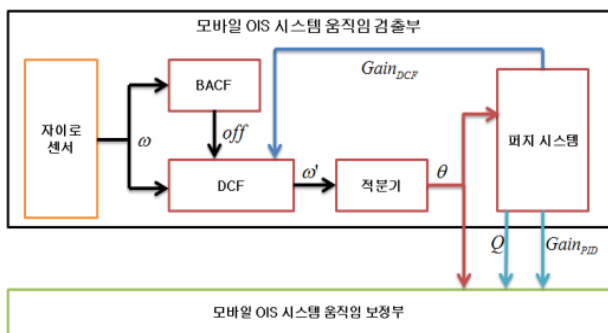 모바일 OIS 시스템 움직임 검출부
Gain_DCF
BACF
자이로
센서
퍼지 시스템
ω
off
DCF
ω'
적분기
θ
Q
Gain_PID
모바일 OIS 시스템 움직임 보정부